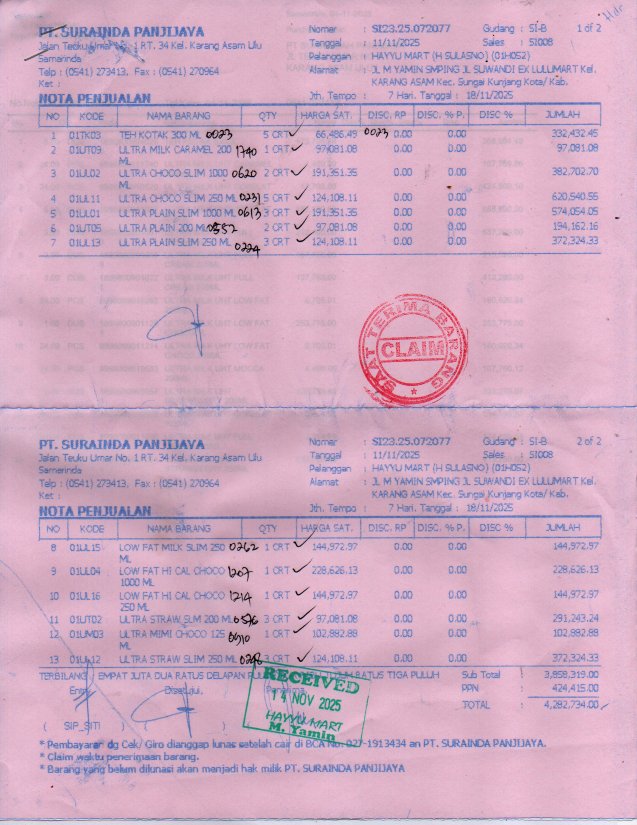 PT. SURAINDA PANJIJAYA
Jalan Teuku Umar No. 1 RT. 34 Kel. Karang Asam Ulu
Samarinda
Telp : (0541) 273413, Fax : (0541) 270964
Ket :
Nomor : SI23.25.072077 Gudang : SI-B 1 of 2
Tanggal : 11/11/2025 Sales : SI008
Pelanggan : HAYYU MART (H SULASNO) (01H052)
Alamat : JL M YAMIN SMPING JL SUWANDI EX LULUMART Kel.
KARANG ASAM Kec. Sungai Kunjang Kota/ Kab.
NOTA PENJUALAN Jth. Tempo : 7 Hari. Tanggal : 18/11/2025
NO KODE NAMA BARANG QTY HARGA SAT. DISC. RP DISC. % P. DISC % JUMLAH
1 01TK03 TEH KOTAK 300 ML 0023 5 CRT 66,486.49 0023 0.00 0.00 332,432.45
2 01UT09 ULTRA MILK CARAMEL 200 1740 1 CRT 97,081.08 0.00 0.00 97,081.08
ML
3 01UL02 ULTRA CHOCO SLIM 1000 0620 2 CRT 191,351.35 0.00 0.00 382,702.70
ML
4 01UL11 ULTRA CHOCO SLIM 250 ML 0231 5 CRT 124,108.11 0.00 0.00 620,540.55
5 01UL01 ULTRA PLAIN SLIM 1000 ML 0613 3 CRT 191,351.35 0.00 0.00 574,054.05
6 01UT05 ULTRA PLAIN 200 ML 0552 2 CRT 97,081.08 0.00 0.00 194,162.16
7 01UL13 ULTRA PLAIN SLIM 250 ML 0224 3 CRT 124,108.11 0.00 0.00 372,324.33
SAAT TERIMA BARANG
CLAIM
PT. SURAINDA PANJIJAYA
Jalan Teuku Umar No. 1 RT. 34 Kel. Karang Asam Ulu
Samarinda
Telp : (0541) 273413, Fax : (0541) 270964
Ket :
Nomor : SI23.25.072077 Gudang : SI-B 2 of 2
Tanggal : 11/11/2025 Sales : SI008
Pelanggan : HAYYU MART (H SULASNO) (01H052)
Alamat : JL M YAMIN SMPING JL SUWANDI EX LULUMART Kel.
KARANG ASAM Kec. Sungai Kunjang Kota/ Kab.
NOTA PENJUALAN Jth. Tempo : 7 Hari. Tanggal : 18/11/2025
NO KODE NAMA BARANG QTY HARGA SAT. DISC. RP DISC. % P. DISC % JUMLAH
8 01UL15 LOW FAT MILK SLIM 250 0262 1 CRT 144,972.97 0.00 0.00 144,972.97
ML
9 01UL04 LOW FAT HI CAL CHOCO 1207 1 CRT 228,626.13 0.00 0.00 228,626.13
1000 ML
10 01UL16 LOW FAT HI CAL CHOCO 1214 1 CRT 144,972.97 0.00 0.00 144,972.97
250 ML
11 01UT02 ULTRA STRAW SLM 200 ML 0576 3 CRT 97,081.08 0.00 0.00 291,243.24
12 01UM03 ULTRA MIMI CHOCO 125 1 CRT 102,882.88 0.00 0.00 102,882.88
ML
13 01UL12 ULTRA STRAW SLIM 250 ML 3 CRT 124,108.11 0.00 0.00 372,324.33
TERBILANG : EMPAT JUTA DUA RATUS DELAPAN PULUH RATUS TIGA PULUH Sub Total : 3,858,319.00
PPN : 424,415.00
TOTAL : 4,282,734.00
Entry Disetujui, Penerima
( SIP_SITI ) ( )
RECEIVED
14 NOV 2025
HAYYU MART
M. Yamin
* Pembayaran dg Cek/ Giro dianggap lunas setelah cair di BCA No. 027-1913434 an PT. SURAINDA PANJIJAYA.
* Claim waktu penerimaan barang.
* Barang yang belum dilunasi akan menjadi hak milik PT. SURAINDA PANJIJAYA